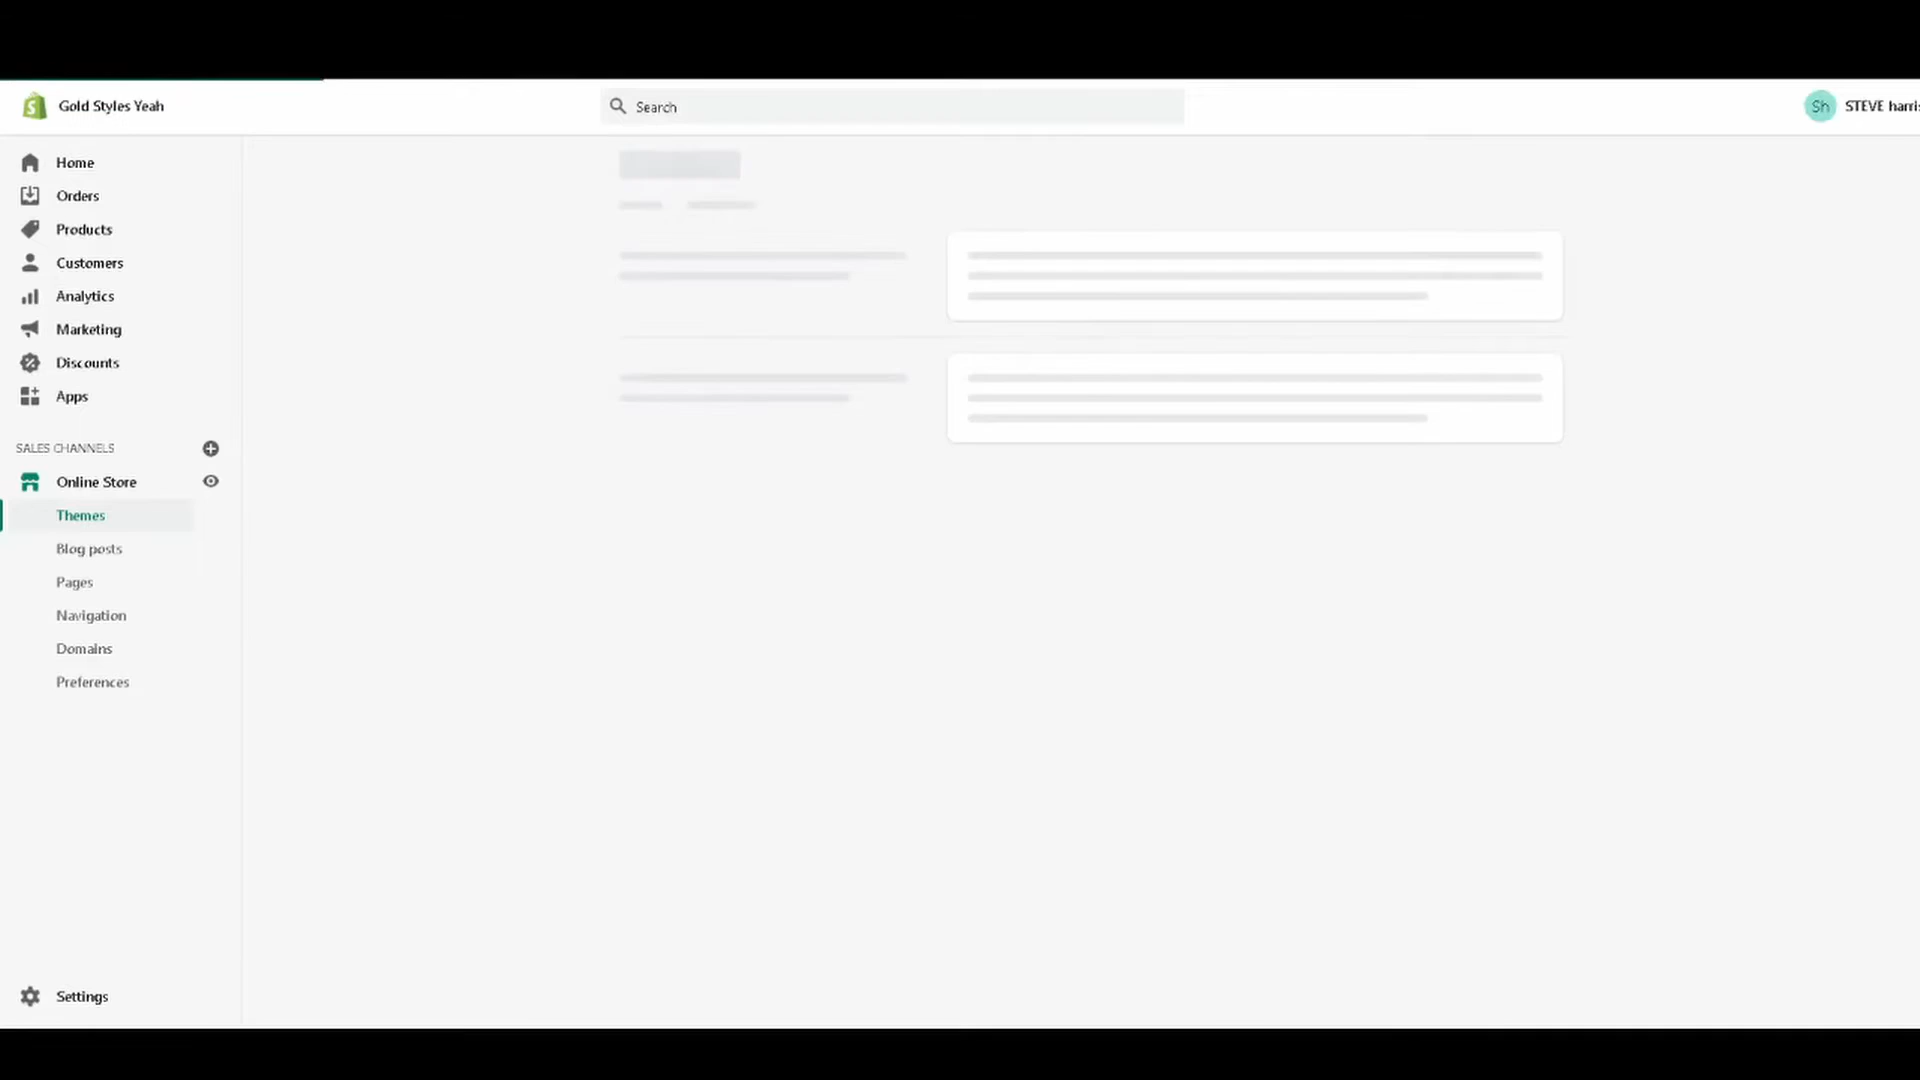 Gold Styles Yeah
Search
Sh
STEVE harris
Home
Orders
Products
Customers
Analytics
Marketing
Discounts
Apps
SALES CHANNELS
Online Store
Themes
Blog posts
Pages
Navigation
Domains
Preferences
Settings